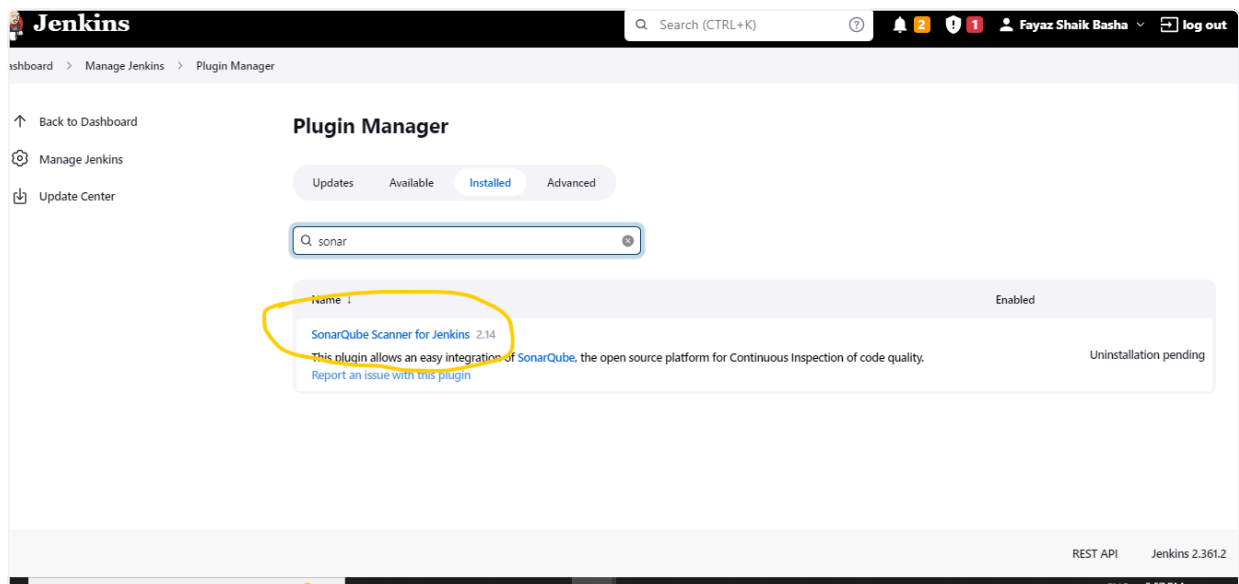 Jenkins
Search (CTRL+K)
2
1
Fayaz Shaik Basha
log out
Manage Jenkins
Plugin Manager
Back to Dashboard
Manage Jenkins
Update Center
Plugin Manager
Updates Available Installed Advanced
sonar
Name ↓ Enabled
SonarQube Scanner for Jenkins 2.14
This plugin allows an easy integration of SonarQube, the open source platform for Continuous Inspection of code quality.
Report an issue with this plugin
Uninstallation pending
REST API Jenkins 2.361.2